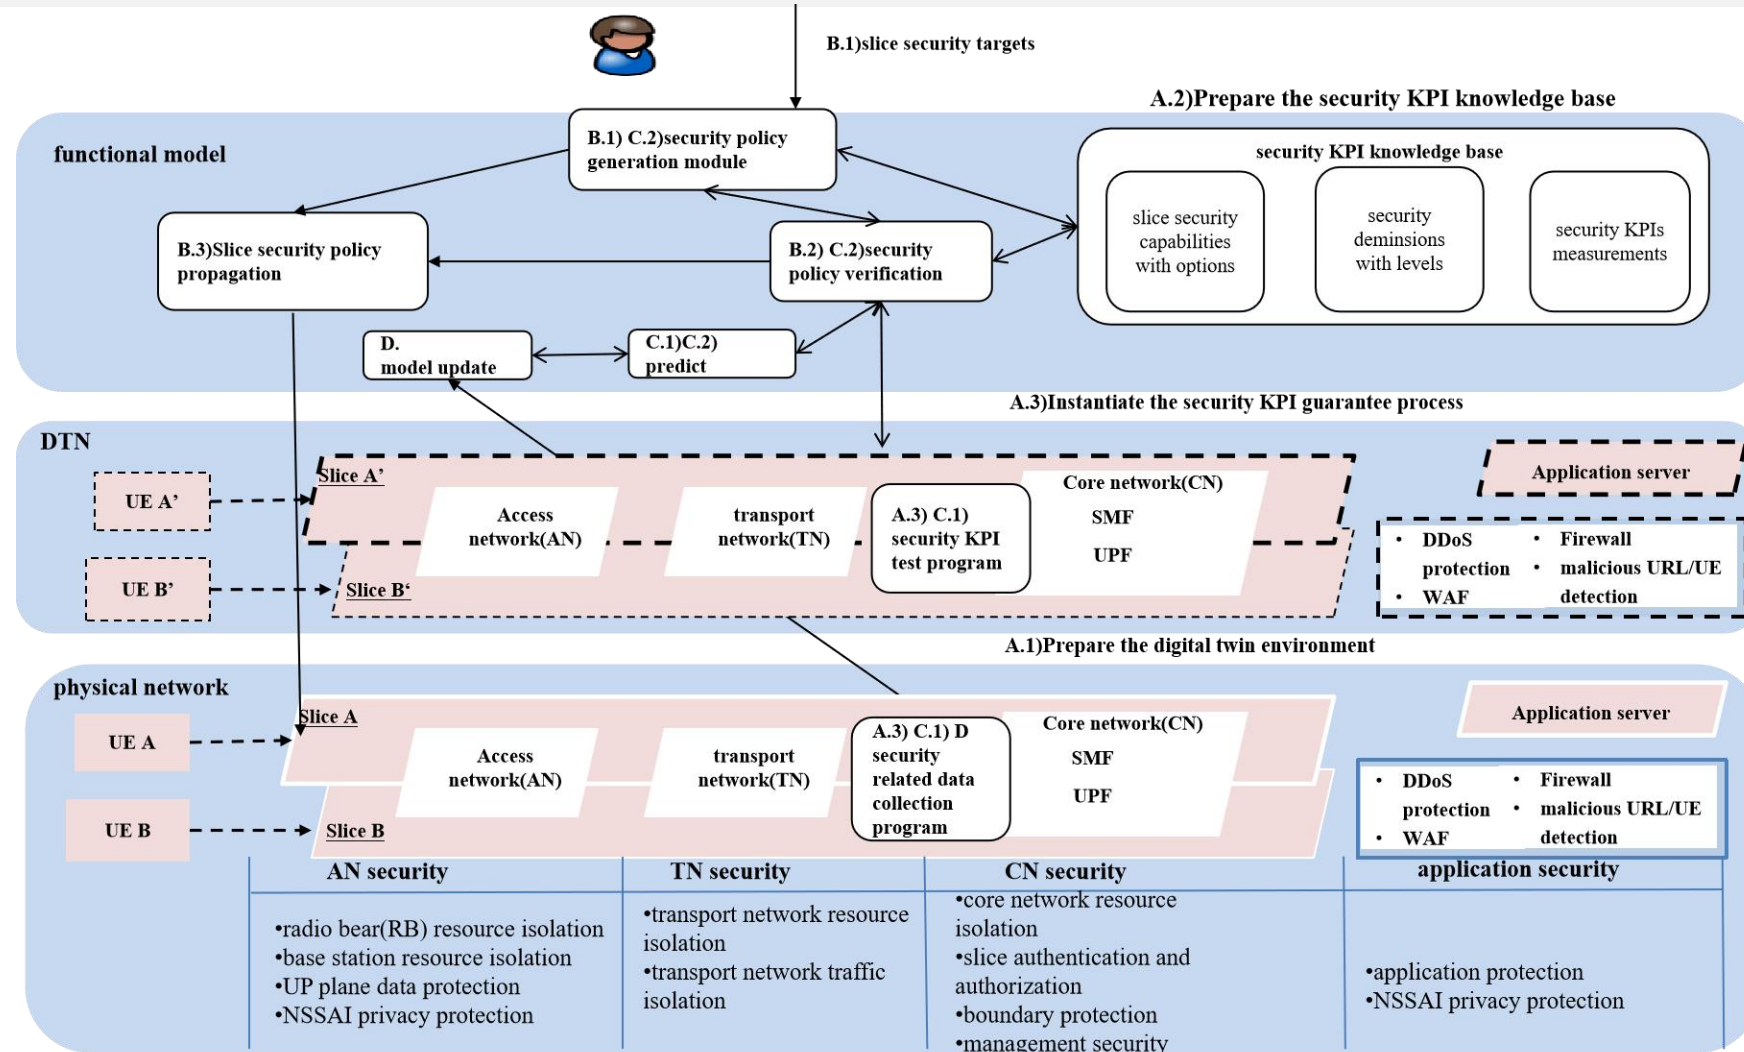 B.1)slice security targets
A.2)Prepare the security KPI knowledge base
functional model
B.1) C.2)security policy
generation module
security KPI knowledge base
slice security
capabilities
with options
security
deminsions
with levels
security KPIs
measurements
B.3)Slice security policy
propagation
B.2) C.2)security
policy verification
D.
model update
C.1)C.2)
predict
A.3)Instantiate the security KPI guarantee process
DTN
UE A’
UE B’
Slice A’
Slice B‘
Access
network(AN)
transport
network(TN)
A.3) C.1)
security KPI
test program
Core network(CN)
SMF
UPF
Application server
• DDoS
protection
• WAF
• Firewall
• malicious URL/UE
detection
A.1)Prepare the digital twin environment
physical network
UE A
UE B
Slice A
Slice B
Access
network(AN)
transport
network(TN)
A.3) C.1) D
security
related data
collection
program
Core network(CN)
SMF
UPF
Application server
• DDoS
protection
• WAF
• Firewall
• malicious URL/UE
detection
AN security
•radio bear(RB) resource isolation
•base station resource isolation
•UP plane data protection
•NSSAI privacy protection
TN security
•transport network resource
isolation
•transport network traffic
isolation
CN security
•core network resource
isolation
•slice authentication and
authorization
•boundary protection
•management security
application security
•application protection
•NSSAI privacy protection